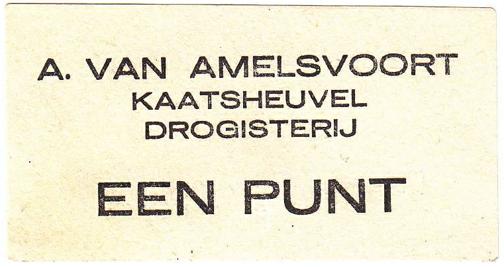 A. VAN AMELSVOORT
KAATSHEUVEL
DROGISTERIJ
EEN PUNT